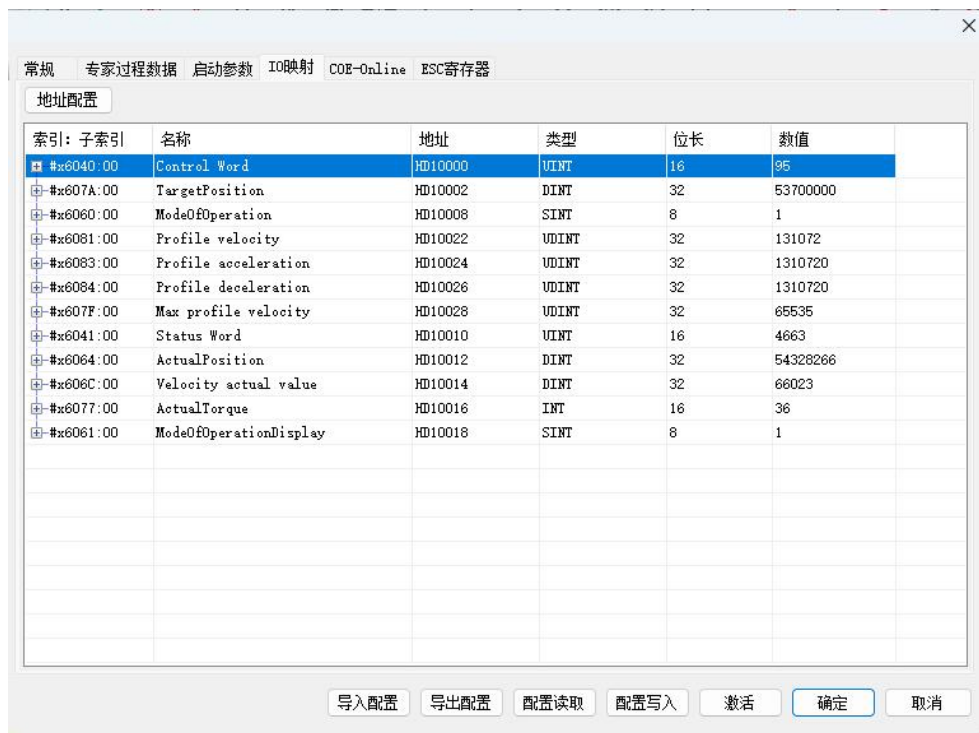 常规 专家过程数据 启动参数 IO映射 COE-Online ESC寄存器
地址配置
索引: 子索引 名称 地址 类型 位长 数值
#x6040:00 Control Word HD10000 UINT 16 95
#x607A:00 TargetPosition HD10002 DINT 32 53700000
#x6060:00 ModeOfOperation HD10008 SINT 8 1
#x6081:00 Profile velocity HD10022 UDINT 32 131072
#x6083:00 Profile acceleration HD10024 UDINT 32 1310720
#x6084:00 Profile deceleration HD10026 UDINT 32 1310720
#x607F:00 Max profile velocity HD10028 UDINT 32 65535
#x6041:00 Status Word HD10010 UINT 16 4663
#x6064:00 ActualPosition HD10012 DINT 32 54328266
#x606C:00 Velocity actual value HD10014 DINT 32 66023
#x6077:00 ActualTorque HD10016 INT 16 36
#x6061:00 ModeOfOperationDisplay HD10018 SINT 8 1
导入配置 导出配置 配置读取 配置写入 激活 确定 取消